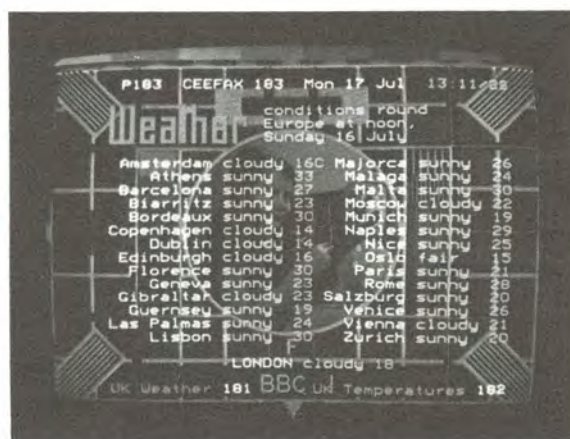 P183 CEEFAX 183 Mon 17 Jul 13:11/22
Weather
conditions round
Europe at noon,
Sunday 16 July
Amsterdam cloudy 16C Majorca sunny 26
Athens sunny 33 Malaga sunny 24
Barcelona sunny 27 Malta sunny 30
Biarritz sunny 23 Moscow cloudy 22
Bordeaux sunny 30 Munich sunny 19
Copenhagen cloudy 14 Naples sunny 29
Dublin cloudy 14 Nice sunny 25
Edinburgh cloudy 16 Oslo fair 15
Florence sunny 30 Paris sunny 21
Geneva sunny 23 Rome sunny 28
Gibraltar cloudy 23 Salzburg sunny 20
Guernsey sunny 19 Venice sunny 26
Las Palmas sunny 24 Vienna cloudy 21
Lisbon sunny 30 Zurich sunny 20
F
LONDON cloudy 18
UK Weather 181 BBC 1 UK Temperatures 182